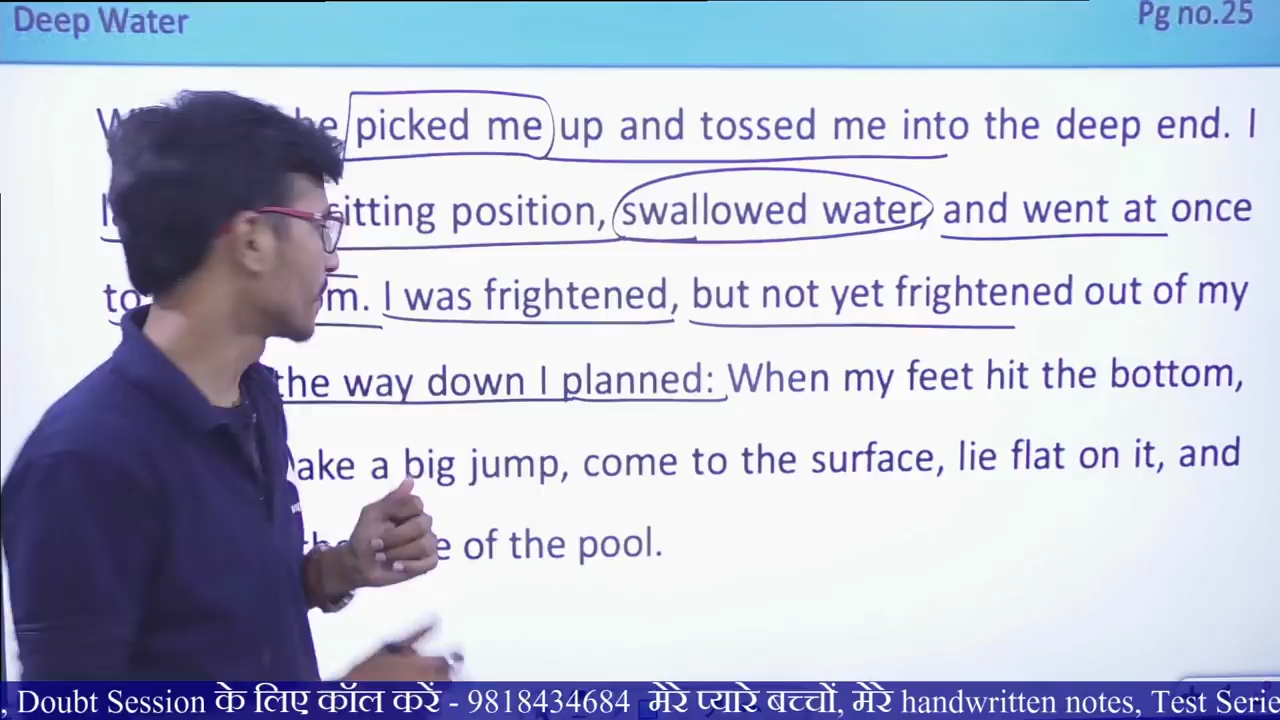 Deep Water
Pg no.25
he picked me up and tossed me into the deep end. I
sitting position, swallowed water, and went at once
to m. I was frightened, but not yet frightened out of my
the way down I planned: When my feet hit the bottom,
make a big jump, come to the surface, lie flat on it, and
of the pool.
, Doubt Session के लिए कॉल करें - 9818434684 मेरे प्यारे बच्चों, मेरे handwritten notes, Test Serie